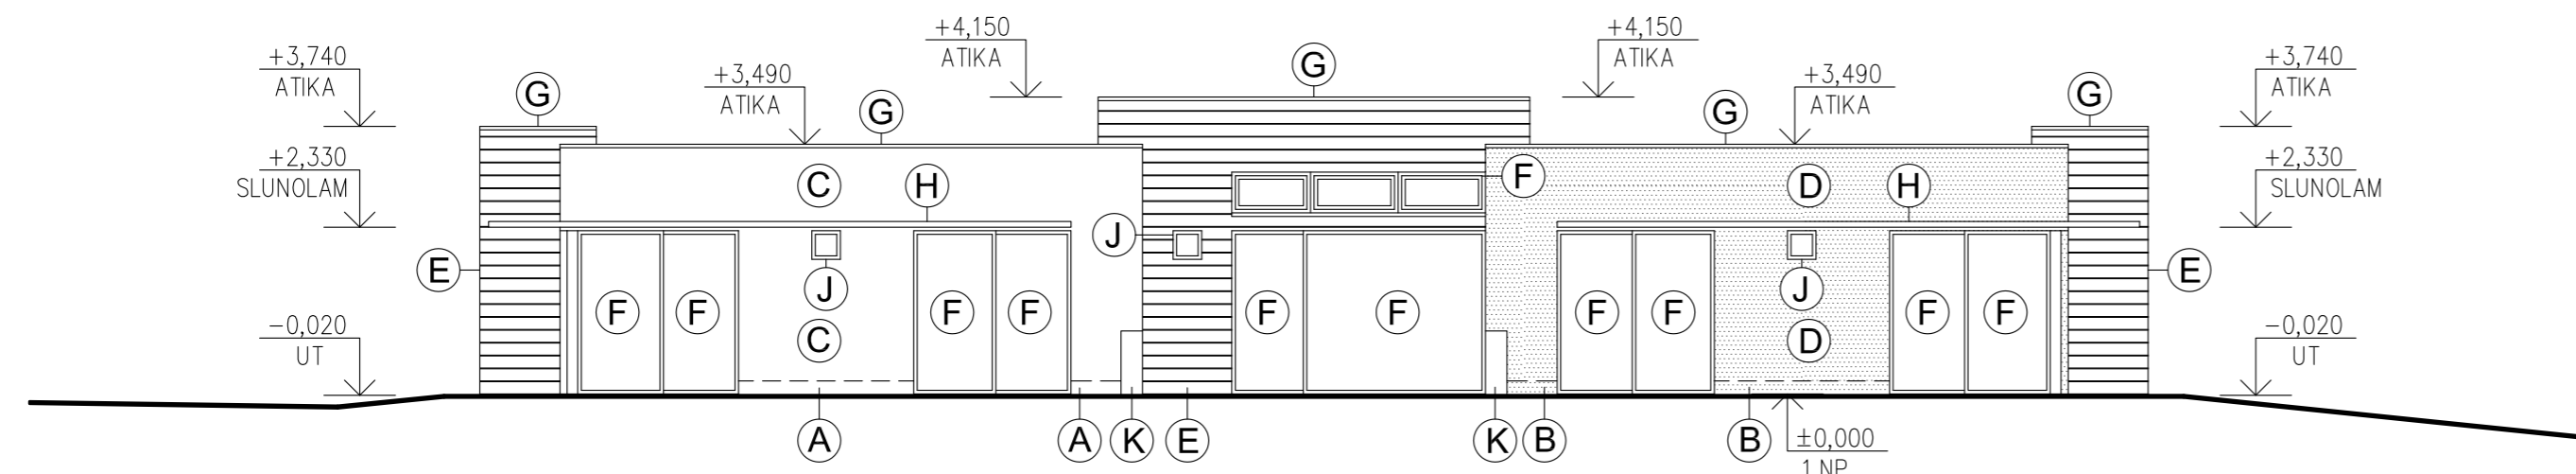 +4,150
ATIKA
+4,150
ATIKA
+3,740
ATIKA
+3,490
ATIKA
G
+3,490
ATIKA
+3,740
ATIKA
G
G
G
G
+2,330
SLUNOLAM
C
H
F
D
H
+2,330
SLUNOLAM
J
E
J
J
E
F
F
F
F
F
F
F
F
F
F
-0,020
UT
C
D
-0,020
UT
A
A
K
E
K
B
B
±0,000
1.NP